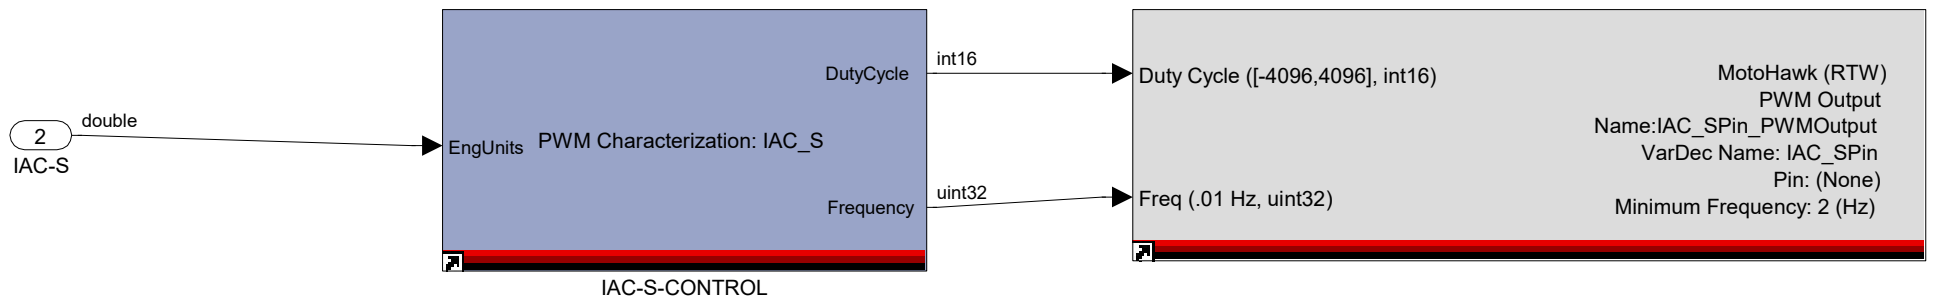 2
IAC-S
double
EngUnits
PWM Characterization: IAC_S
DutyCycle
Frequency
IAC-S-CONTROL
int16
uint32
Duty Cycle ([-4096,4096], int16)
Freq (.01 Hz, uint32)
MotoHawk (RTW)
PWM Output
Name:IAC_SPin_PWMOutput
VarDec Name: IAC_SPin
Pin: (None)
Minimum Frequency: 2 (Hz)